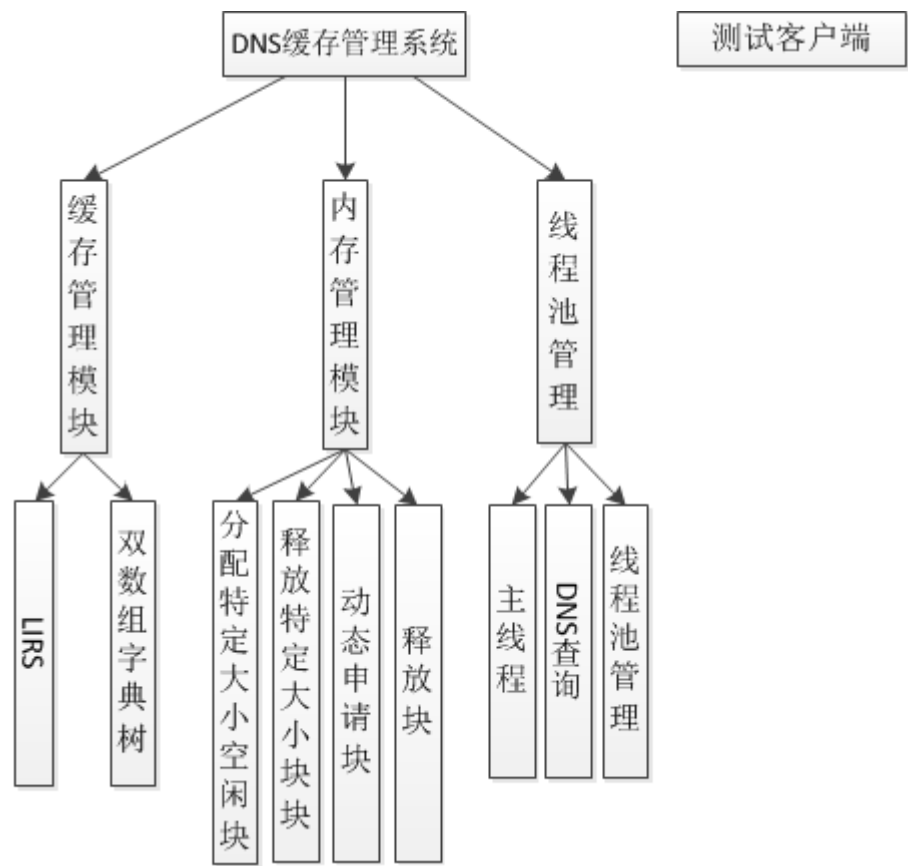 DNS缓存管理系统
测试客户端
缓存管理模块
内存管理模块
线程池管理
LIRS
双数组字典树
分配特定大小空闲块
释放特定大小块块
动态申请块
释放块
主线程
DNS查询
线程池管理